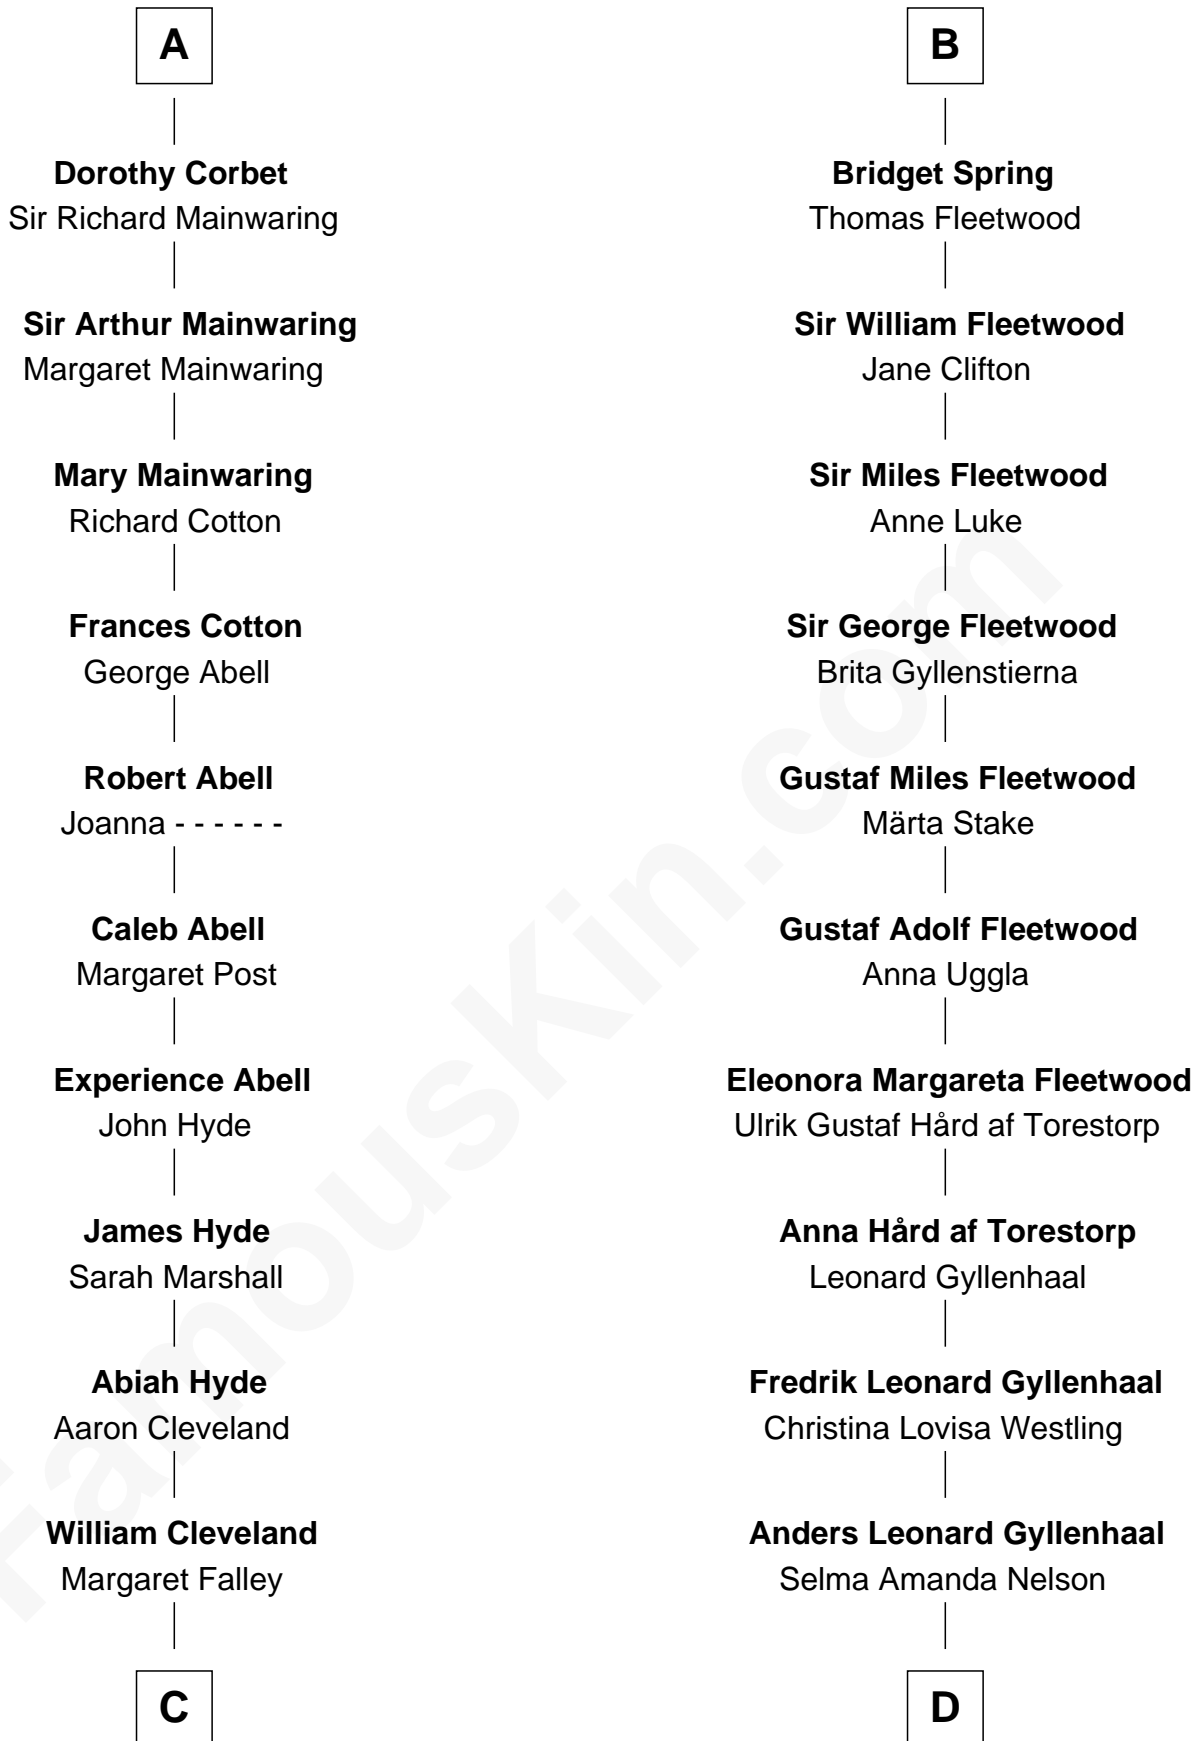 A
Dorothy Corbet
Sir Richard Mainwaring
Sir Arthur Mainwaring
Margaret Mainwaring
Mary Mainwaring
Richard Cotton
Frances Cotton
George Abell
Robert Abell
Joanna - - - - - -
Caleb Abell
Margaret Post
Experience Abell
John Hyde
James Hyde
Sarah Marshall
Abiah Hyde
Aaron Cleveland
William Cleveland
Margaret Falley
C
B
Bridget Spring
Thomas Fleetwood
Sir William Fleetwood
Jane Clifton
Sir Miles Fleetwood
Anne Luke
Sir George Fleetwood
Brita Gyllenstierna
Gustaf Miles Fleetwood
Märta Stake
Gustaf Adolf Fleetwood
Anna Uggla
Eleonora Margareta Fleetwood
Ulrik Gustaf Hård af Torestorp
Anna Hård af Torestorp
Leonard Gyllenhaal
Fredrik Leonard Gyllenhaal
Christina Lovisa Westling
Anders Leonard Gyllenhaal
Selma Amanda Nelson
D
FamousKin.com